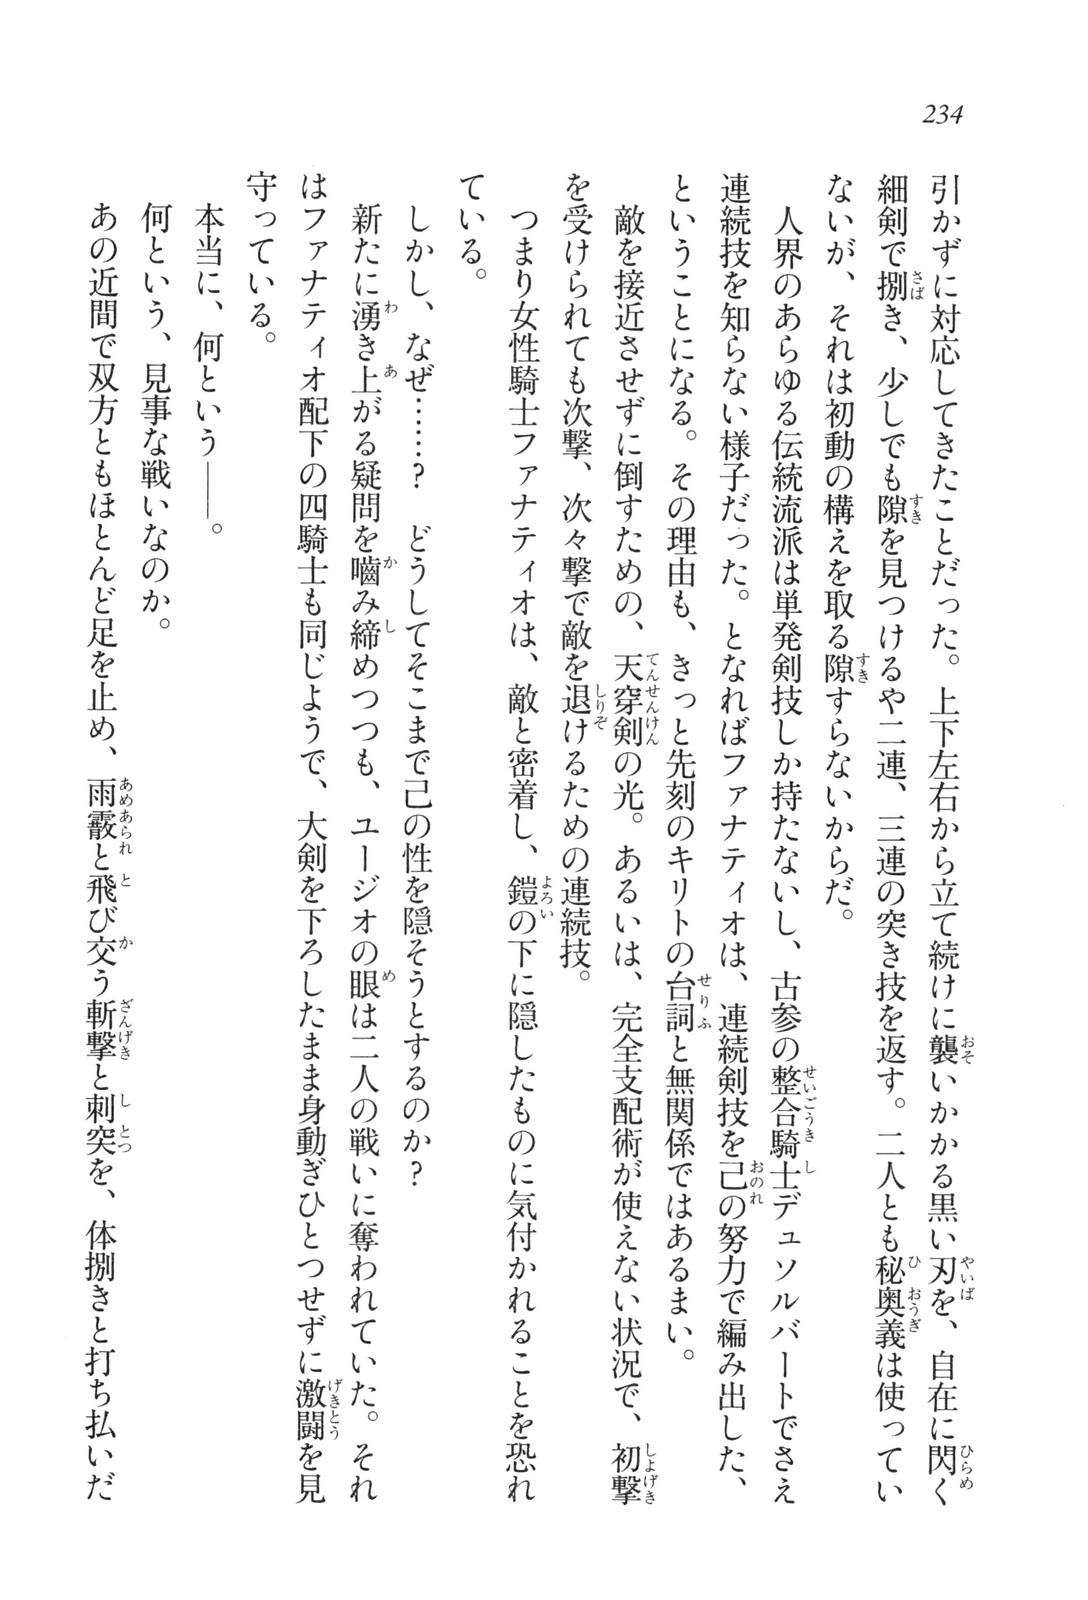 234
引かずに対応してきたことだった。上下左右から立て続けに襲いかかる黒い刃を、自在に閃く
細剣で捌き、少しでも隙を見つけるや二連、三連の突き技を返す。二人とも秘奥義は使ってい
ないが、それは初動の構えを取る隙すらないからだ。
人界のあらゆる伝統流派は単発剣技しか持たないし、古参の整合騎士デュソルバートでさえ
連続技を知らない様子だった。となればファナティオは、連続剣技を己の努力で編み出した、
ということになる。その理由も、きっと先刻のキリトの台詞と無関係ではあるまい。
敵を接近させずに倒すための、天穿剣の光。あるいは、完全支配術が使えない状況で、初撃
を受けられても次撃、次々撃で敵を退けるための連続技。
つまり女性騎士ファナティオは、敵と密着し、鎧の下に隠したものに気付かれることを恐れ
ている。
しかし、なぜ……？　どうしてそこまで己の性を隠そうとするのか？
新たに湧き上がる疑問を嚙み締めつつも、ユージオの眼は二人の戦いに奪われていた。それ
はファナティオ配下の四騎士も同じようで、大剣を下ろしたまま身動ぎひとつせずに激闘を見
守っている。
本当に、何という――。
何という、見事な戦いなのか。
あの近間で双方ともほとんど足を止め、雨霰と飛び交う斬撃と刺突を、体捌きと打ち払いだ